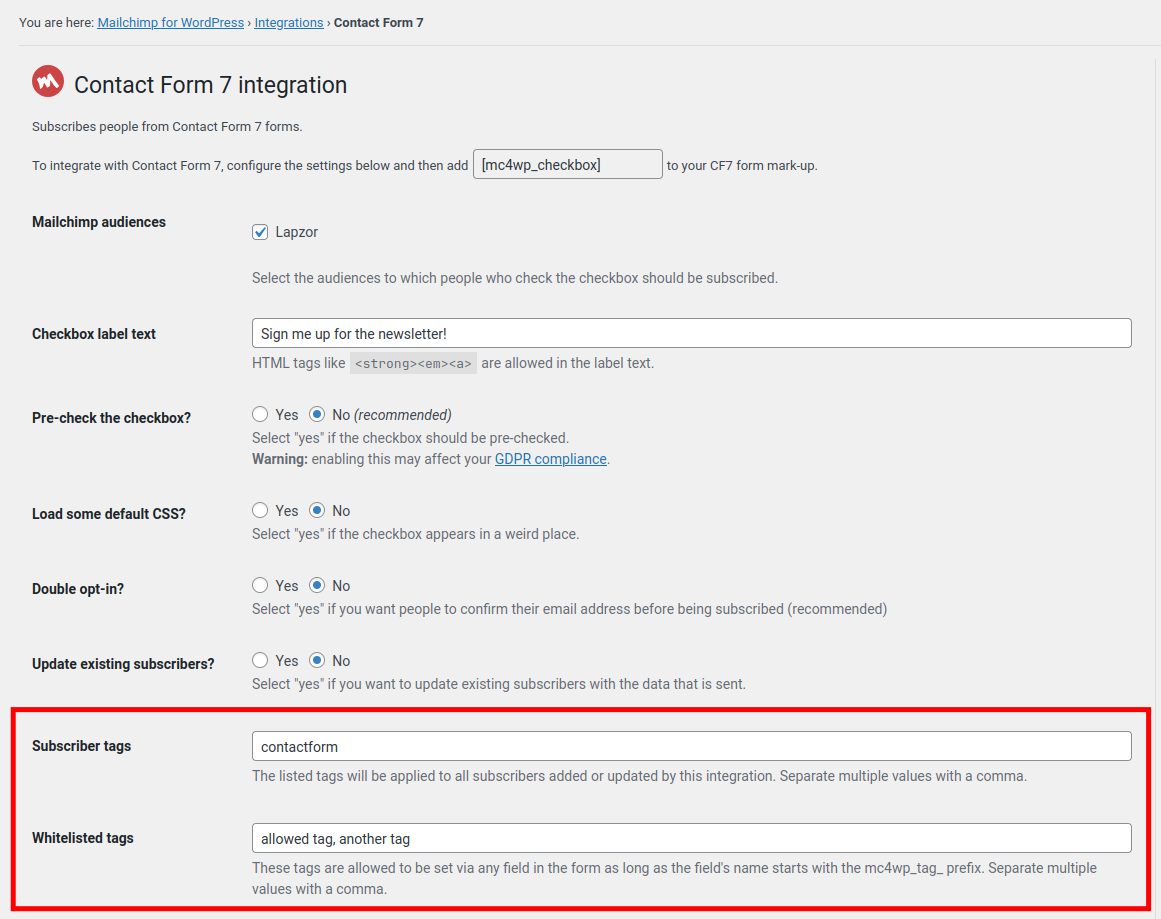 You are here: Mailchimp for WordPress › Integrations › Contact Form 7
Contact Form 7 integration
Subscribes people from Contact Form 7 forms.
To integrate with Contact Form 7, configure the settings below and then add [mc4wp_checkbox] to your CF7 form mark-up.
Mailchimp audiences
Lapzor
Select the audiences to which people who check the checkbox should be subscribed.
Checkbox label text
Sign me up for the newsletter!
HTML tags like <strong><em><a> are allowed in the label text.
Pre-check the checkbox?
Yes No (recommended)
Select "yes" if the checkbox should be pre-checked.
Warning: enabling this may affect your GDPR compliance.
Load some default CSS?
Yes No
Select "yes" if the checkbox appears in a weird place.
Double opt-in?
Yes No
Select "yes" if you want people to confirm their email address before being subscribed (recommended)
Update existing subscribers?
Yes No
Select "yes" if you want to update existing subscribers with the data that is sent.
Subscriber tags
contactform
The listed tags will be applied to all subscribers added or updated by this integration. Separate multiple values with a comma.
Whitelisted tags
allowed tag, another tag
These tags are allowed to be set via any field in the form as long as the field's name starts with the mc4wp_tag_ prefix. Separate multiple
values with a comma.